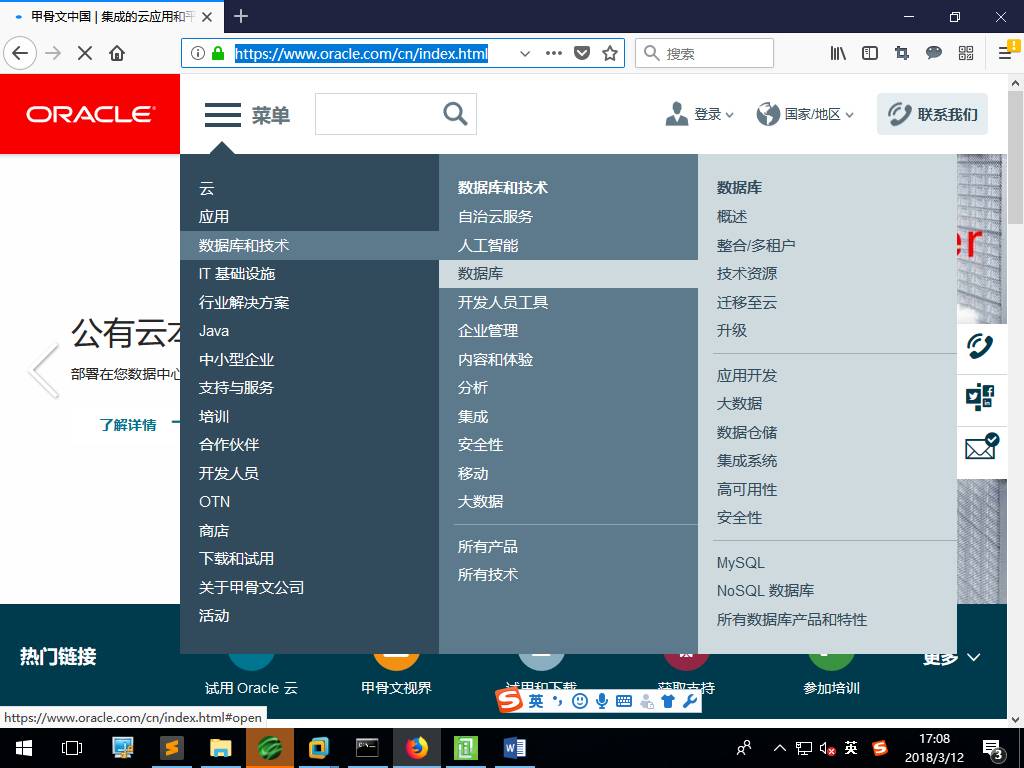 甲骨文中国 | 集成的云应用和平
https://www.oracle.com/cn/index.html
搜索
ORACLE
菜单
登录
国家/地区
联系我们
云
应用
数据库和技术
IT 基础设施
行业解决方案
Java
中小型企业
支持与服务
培训
合作伙伴
开发人员
OTN
商店
下载和试用
关于甲骨文公司
活动
数据库和技术
自治云服务
人工智能
数据库
开发人员工具
企业管理
内容和体验
分析
集成
安全性
移动
大数据
所有产品
所有技术
数据库
概述
整合/多租户
技术资源
迁移至云
升级
应用开发
大数据
数据仓储
集成系统
高可用性
安全性
MySQL
NoSQL 数据库
所有数据库产品和特性
公有云本
部署在您数据中心
了解详情
热门链接
更多
试用 Oracle 云
甲骨文视界
试用和下载
获取支持
参加培训
英
https://www.oracle.com/cn/index.html#open
英
17:08
2018/3/12
3